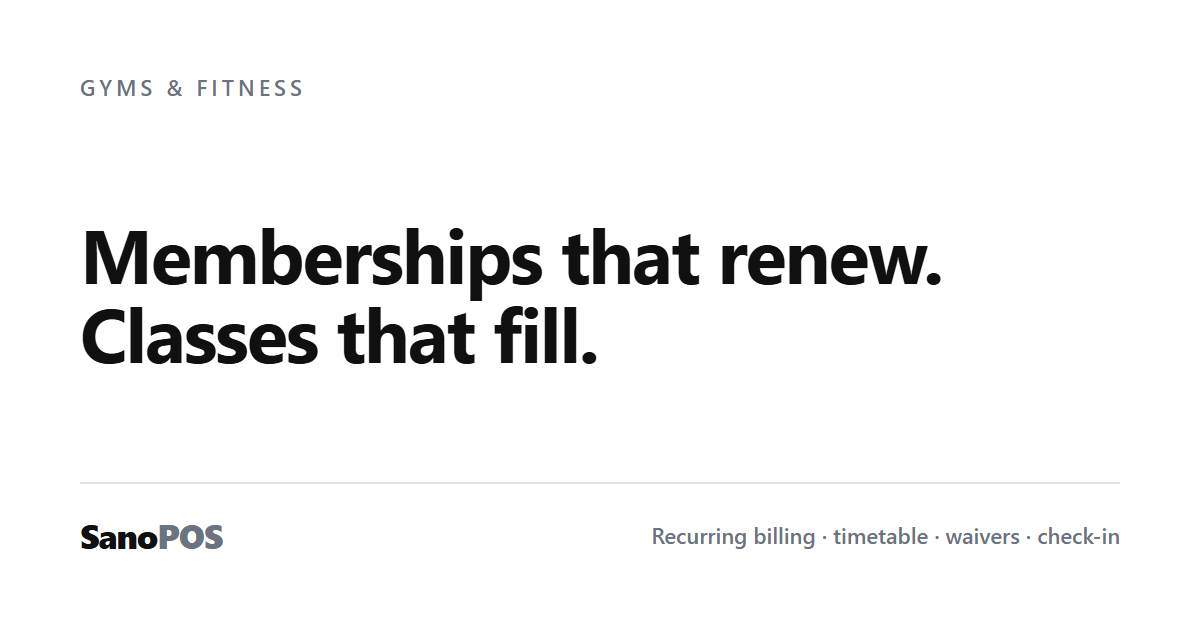 GYMS & FITNESS
Memberships that renew.
Classes that fill.
SanoPOS
Recurring billing · timetable · waivers · check-in